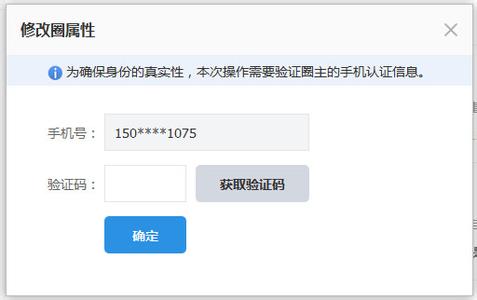 修改圈属性
为确保身份的真实性，本次操作需要验证圈主的手机认证信息。
手机号： 150****1075
验证码： 获取验证码
确定